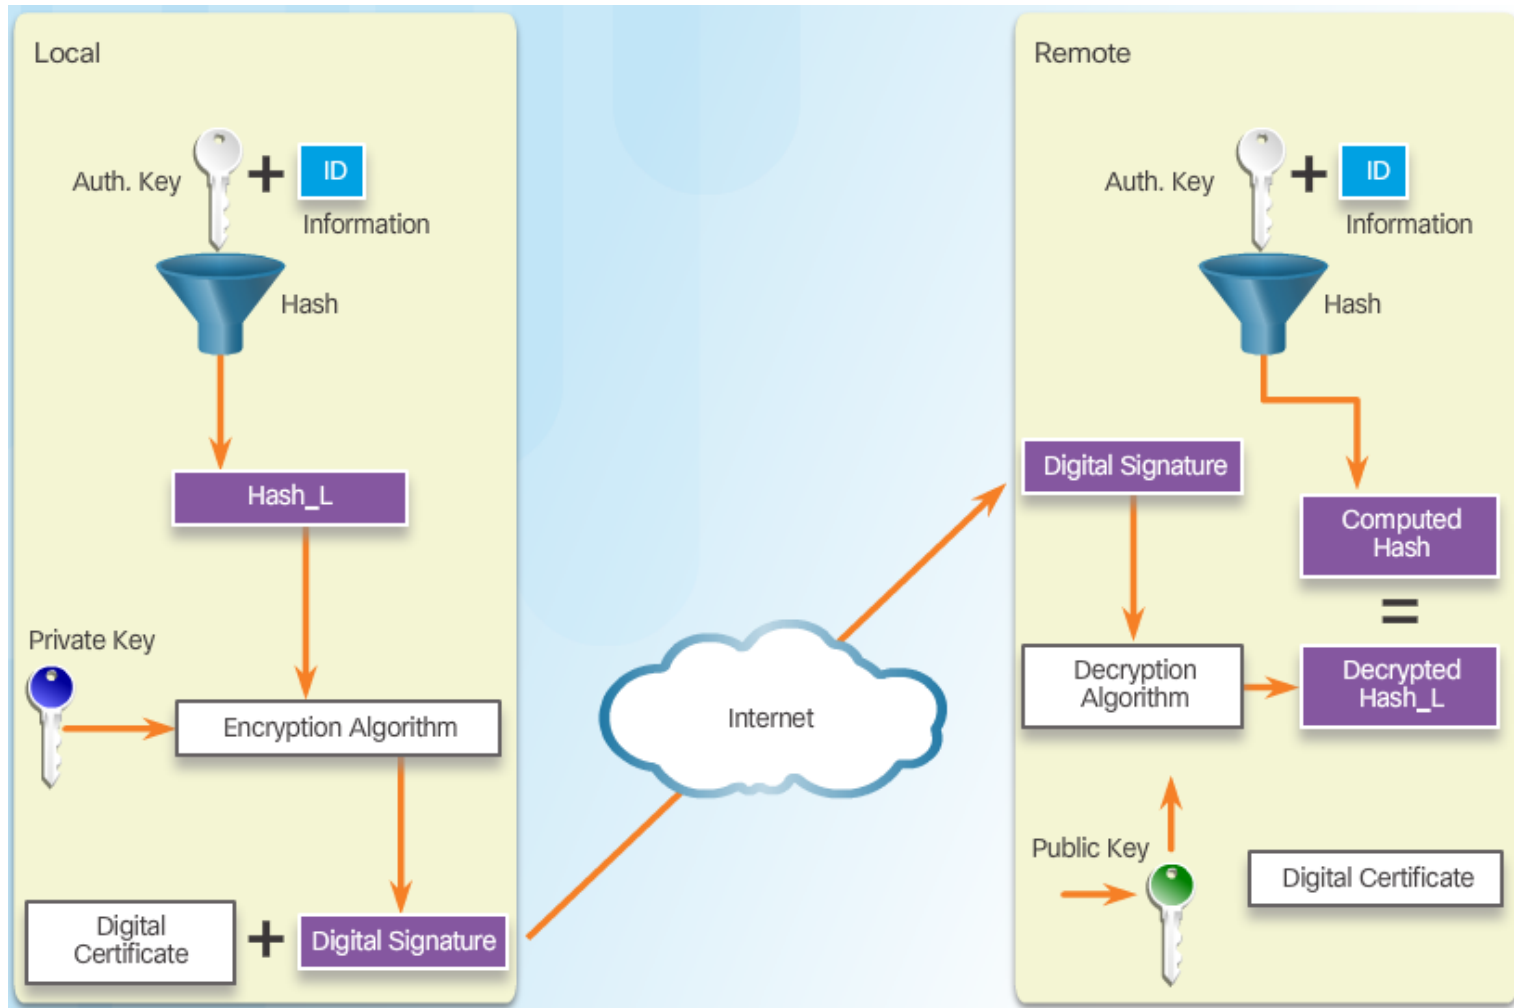 Local
Auth. Key
ID
Information
Hash
Hash_L
Private Key
Encryption Algorithm
Digital
Certificate
Digital Signature
Internet
Remote
Auth. Key
ID
Information
Hash
Digital Signature
Computed
Hash
Decryption
Algorithm
Decrypted
Hash_L
Public Key
Digital Certificate